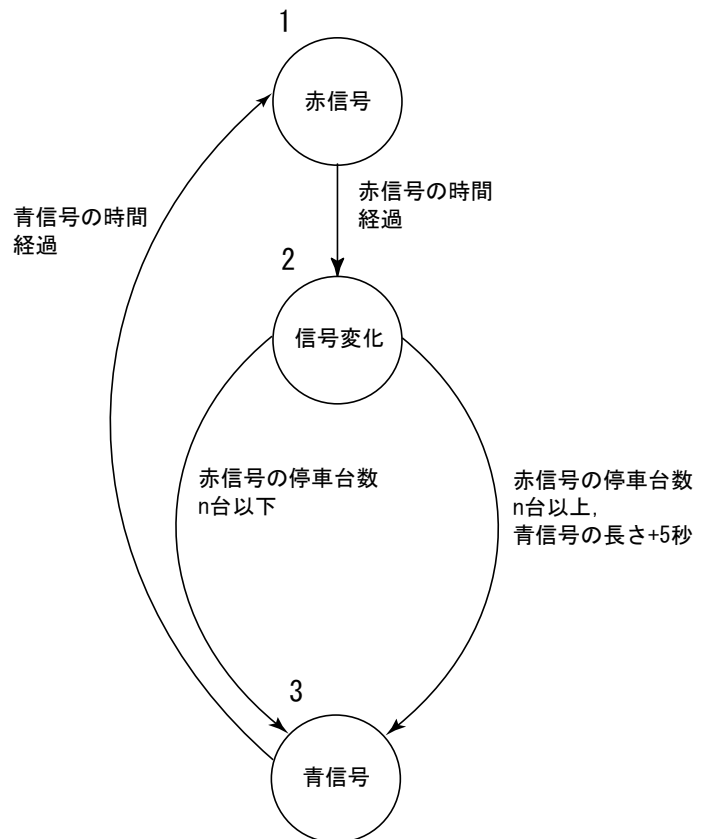 1
赤信号
青信号の時間
経過
赤信号の時間
経過
2
信号変化
赤信号の停車台数
n台以下
赤信号の停車台数
n台以上,
青信号の長さ+5秒
3
青信号